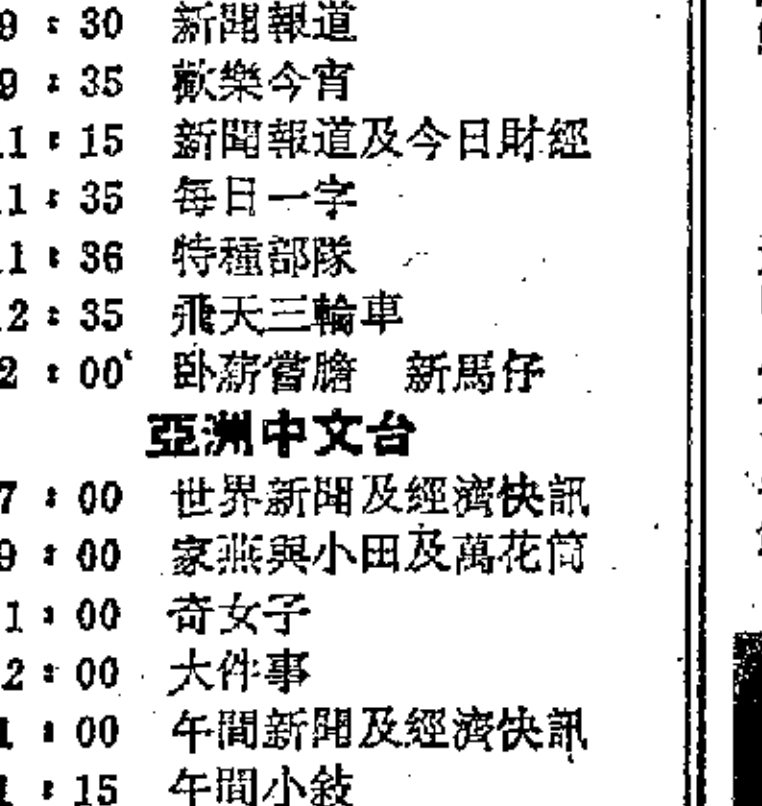 9：30 新聞報道
9：35 歡樂今宵
11：15 新聞報道及今日財經
11：35 每日一字
11：36 特種部隊
12：35 飛天三輪車
2：00 卧薪嘗膽 新馬仔
亞洲中文台
7：00 世界新聞及經濟快訊
9：00 家燕與小田及萬花筒
1：00 奇女子
2：00 大件事
1：00 午間新聞及經濟快訊
1：15 午間小敍